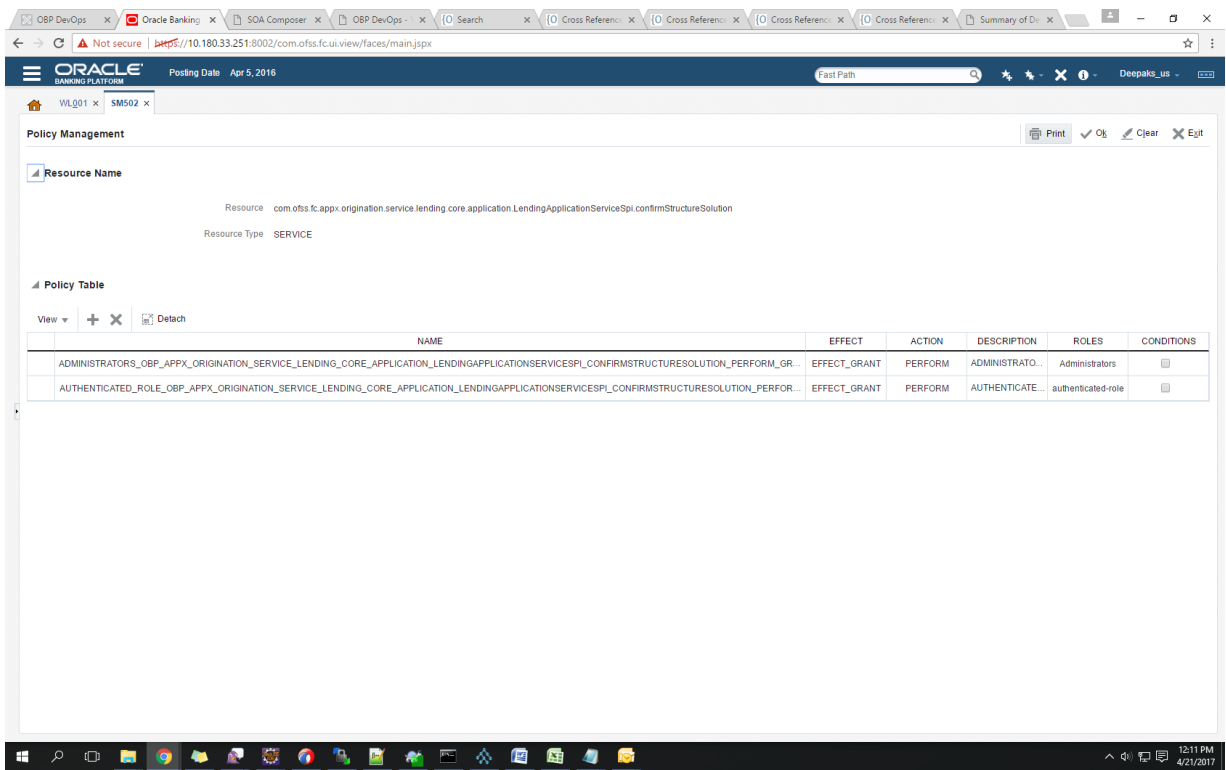 OBP DevOps
Oracle Banking
SOA Composer
OBP DevOps -
{O Search
{O Cross Reference
{O Cross Reference
{O Cross Reference
{O Cross Reference
Summary of De
Not secure | https://10.180.33.251:8002/com.ofss.fc.ui.view/faces/main.jspx
ORACLE
BANKING PLATFORM
Posting Date Apr 5, 2016
Fast Path
Deepaks_us
WL001
SM502
Policy Management
Print
Ok
Clear
Exit
Resource Name
Resource com.ofss.fc.appx.origination.service.lending.core.application.LendingApplicationServiceSpi.confirmStructureSolution
Resource Type SERVICE
Policy Table
View
Detach
NAME EFFECT ACTION DESCRIPTION ROLES CONDITIONS
ADMINISTRATORS_OBP_APPX_ORIGINATION_SERVICE_LENDING_CORE_APPLICATION_LENDINGAPPLICATIONSERVICESPI_CONFIRMSTRUCTURESOLUTION_PERFORM_GR... EFFECT_GRANT PERFORM ADMINISTRATO... Administrators
AUTHENTICATED_ROLE_OBP_APPX_ORIGINATION_SERVICE_LENDING_CORE_APPLICATION_LENDINGAPPLICATIONSERVICESPI_CONFIRMSTRUCTURESOLUTION_PERFOR... EFFECT_GRANT PERFORM AUTHENTICATE... authenticated-role
12:11 PM
4/21/2017